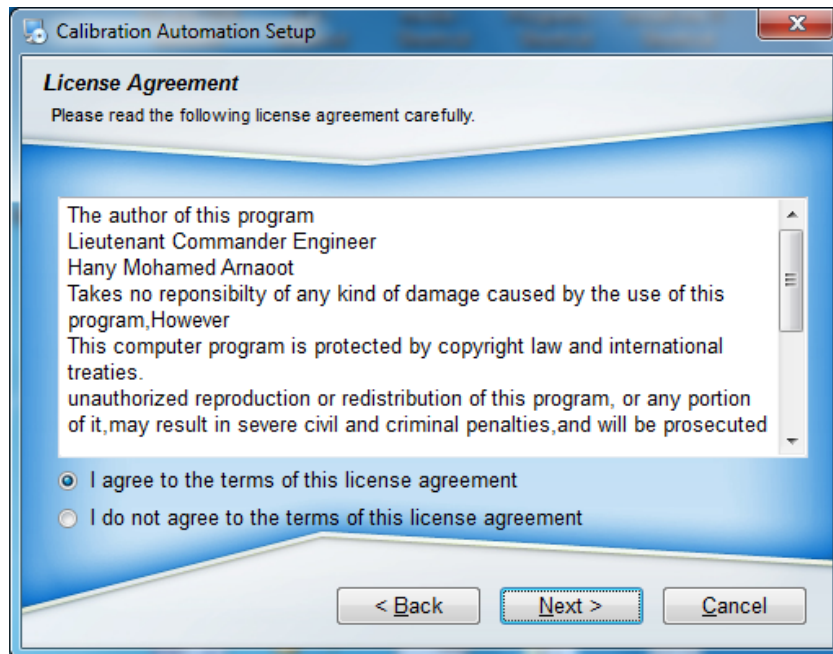 Calibration Automation Setup
License Agreement
Please read the following license agreement carefully.
The author of this program
Lieutenant Commander Engineer
Hany Mohamed Arnaoot
Takes no reponsibilty of any kind of damage caused by the use of this
program,However
This computer program is protected by copyright law and international
treaties.
unauthorized reproduction or redistribution of this program, or any portion
of it,may result in severe civil and criminal penalties,and will be prosecuted
I agree to the terms of this license agreement
I do not agree to the terms of this license agreement
< Back Next > Cancel